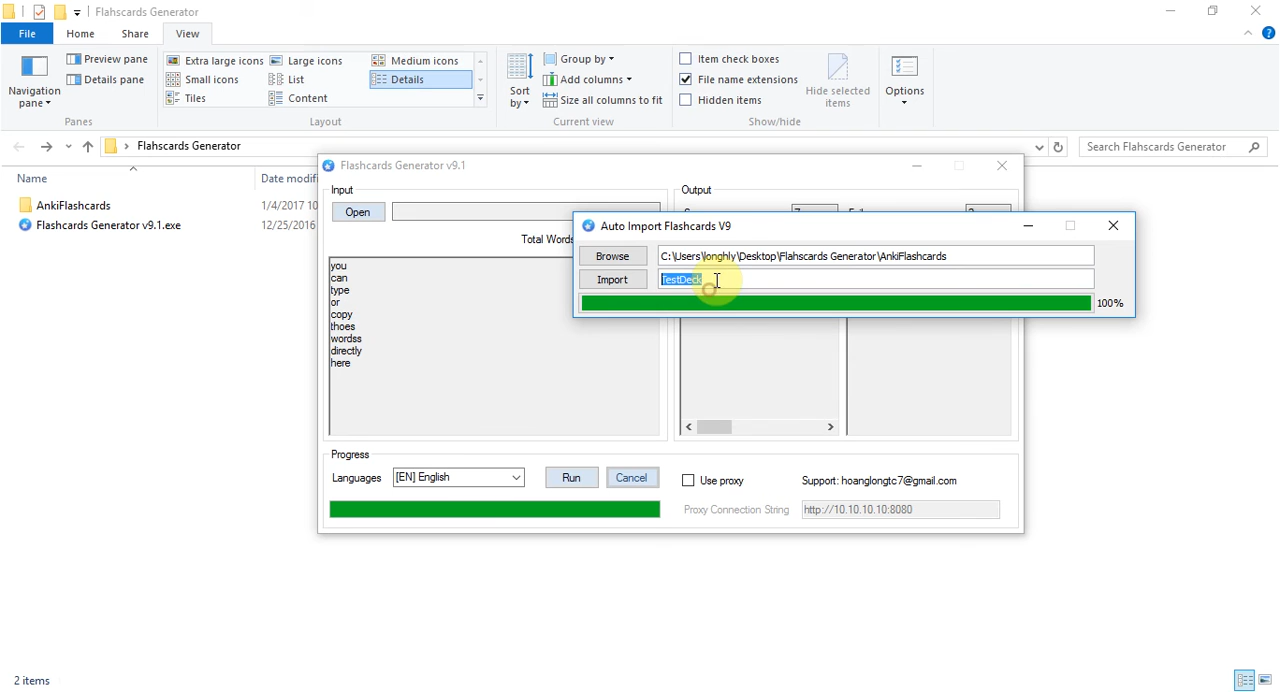 Flahscards Generator
File Home Share View
Preview pane
Details pane
Navigation pane
Panes
Extra large icons Large icons Medium icons
Small icons List Details
Tiles Content
Layout
Sort by
Group by
Add columns
Size all columns to fit
Current view
Item check boxes
File name extensions
Hidden items
Hide selected items
Show/hide
Options
Flahscards Generator
Search Flahscards Generator
Name Date modifi
AnkiFlashcards 1/4/2017 10
Flashcards Generator v9.1.exe 12/25/2016
Flashcards Generator v9.1
Input Output
Open
Total Words
Auto Import Flashcards V9
Browse C:\Users\longhly\Desktop\Flahscards Generator\AnkiFlashcards
Import TestDeck
100%
you
can
type
or
copy
thoes
wordss
directly
here
Progress
Languages [EN] English Run Cancel Use proxy Support: hoanglongtc7@gmail.com
Proxy Connection String http://10.10.10.10:8080
2 items